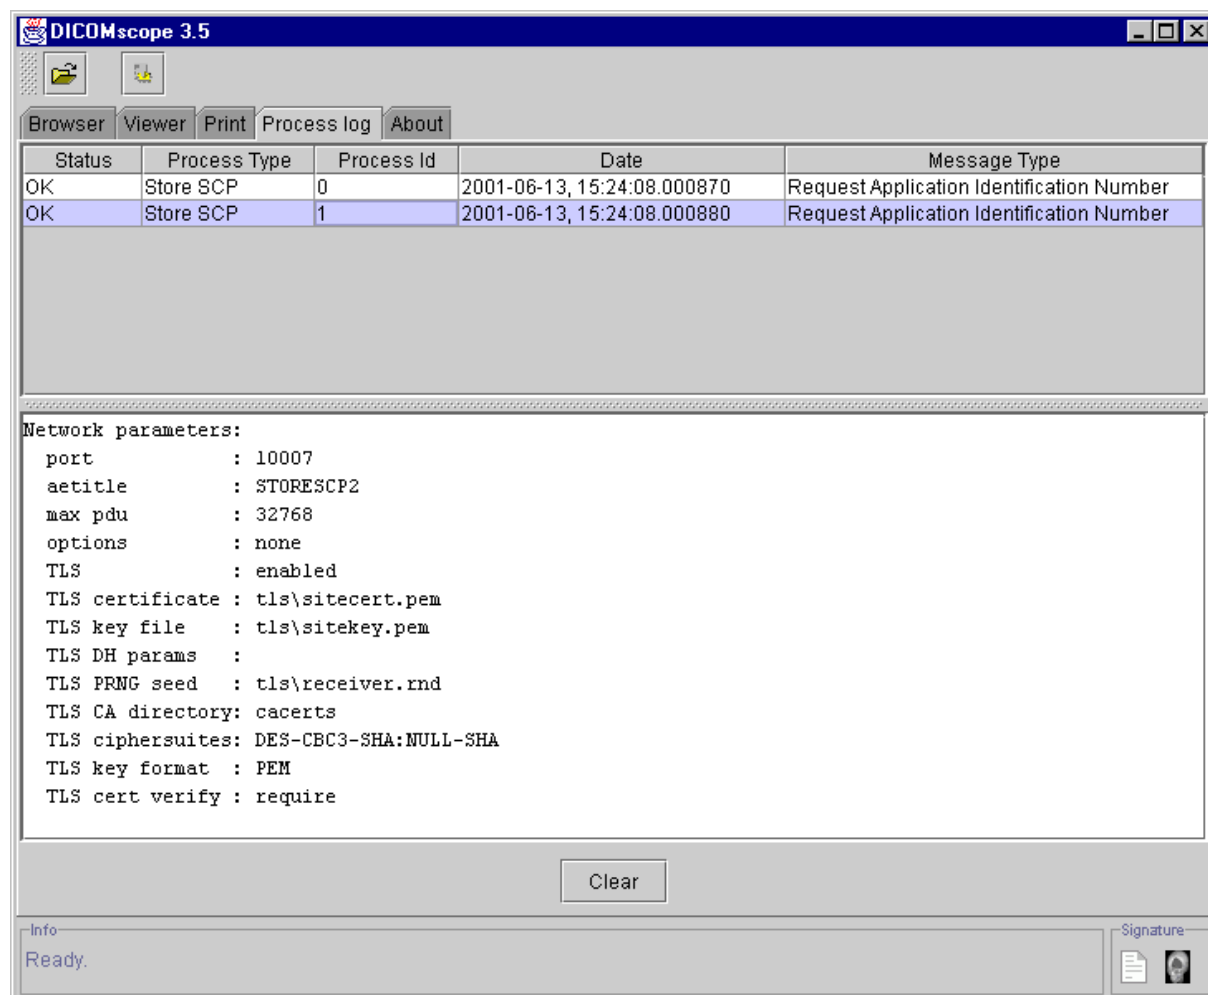 DICOMscope 3.5
Browser Viewer Print Process log About
Status Process Type Process Id Date Message Type
OK Store SCP 0 2001-06-13, 15:24:08.000870 Request Application Identification Number
OK Store SCP 1 2001-06-13, 15:24:08.000880 Request Application Identification Number
Network parameters:
port : 10007
aetitle : STORESCP2
max pdu : 32768
options : none
TLS : enabled
TLS certificate : tls\sitecert.pem
TLS key file : tls\sitekey.pem
TLS DH params :
TLS PRNG seed : tls\receiver.rnd
TLS CA directory: cacerts
TLS ciphersuites: DES-CBC3-SHA:NULL-SHA
TLS key format : PEM
TLS cert verify : require
Clear
Info Signature
Ready.